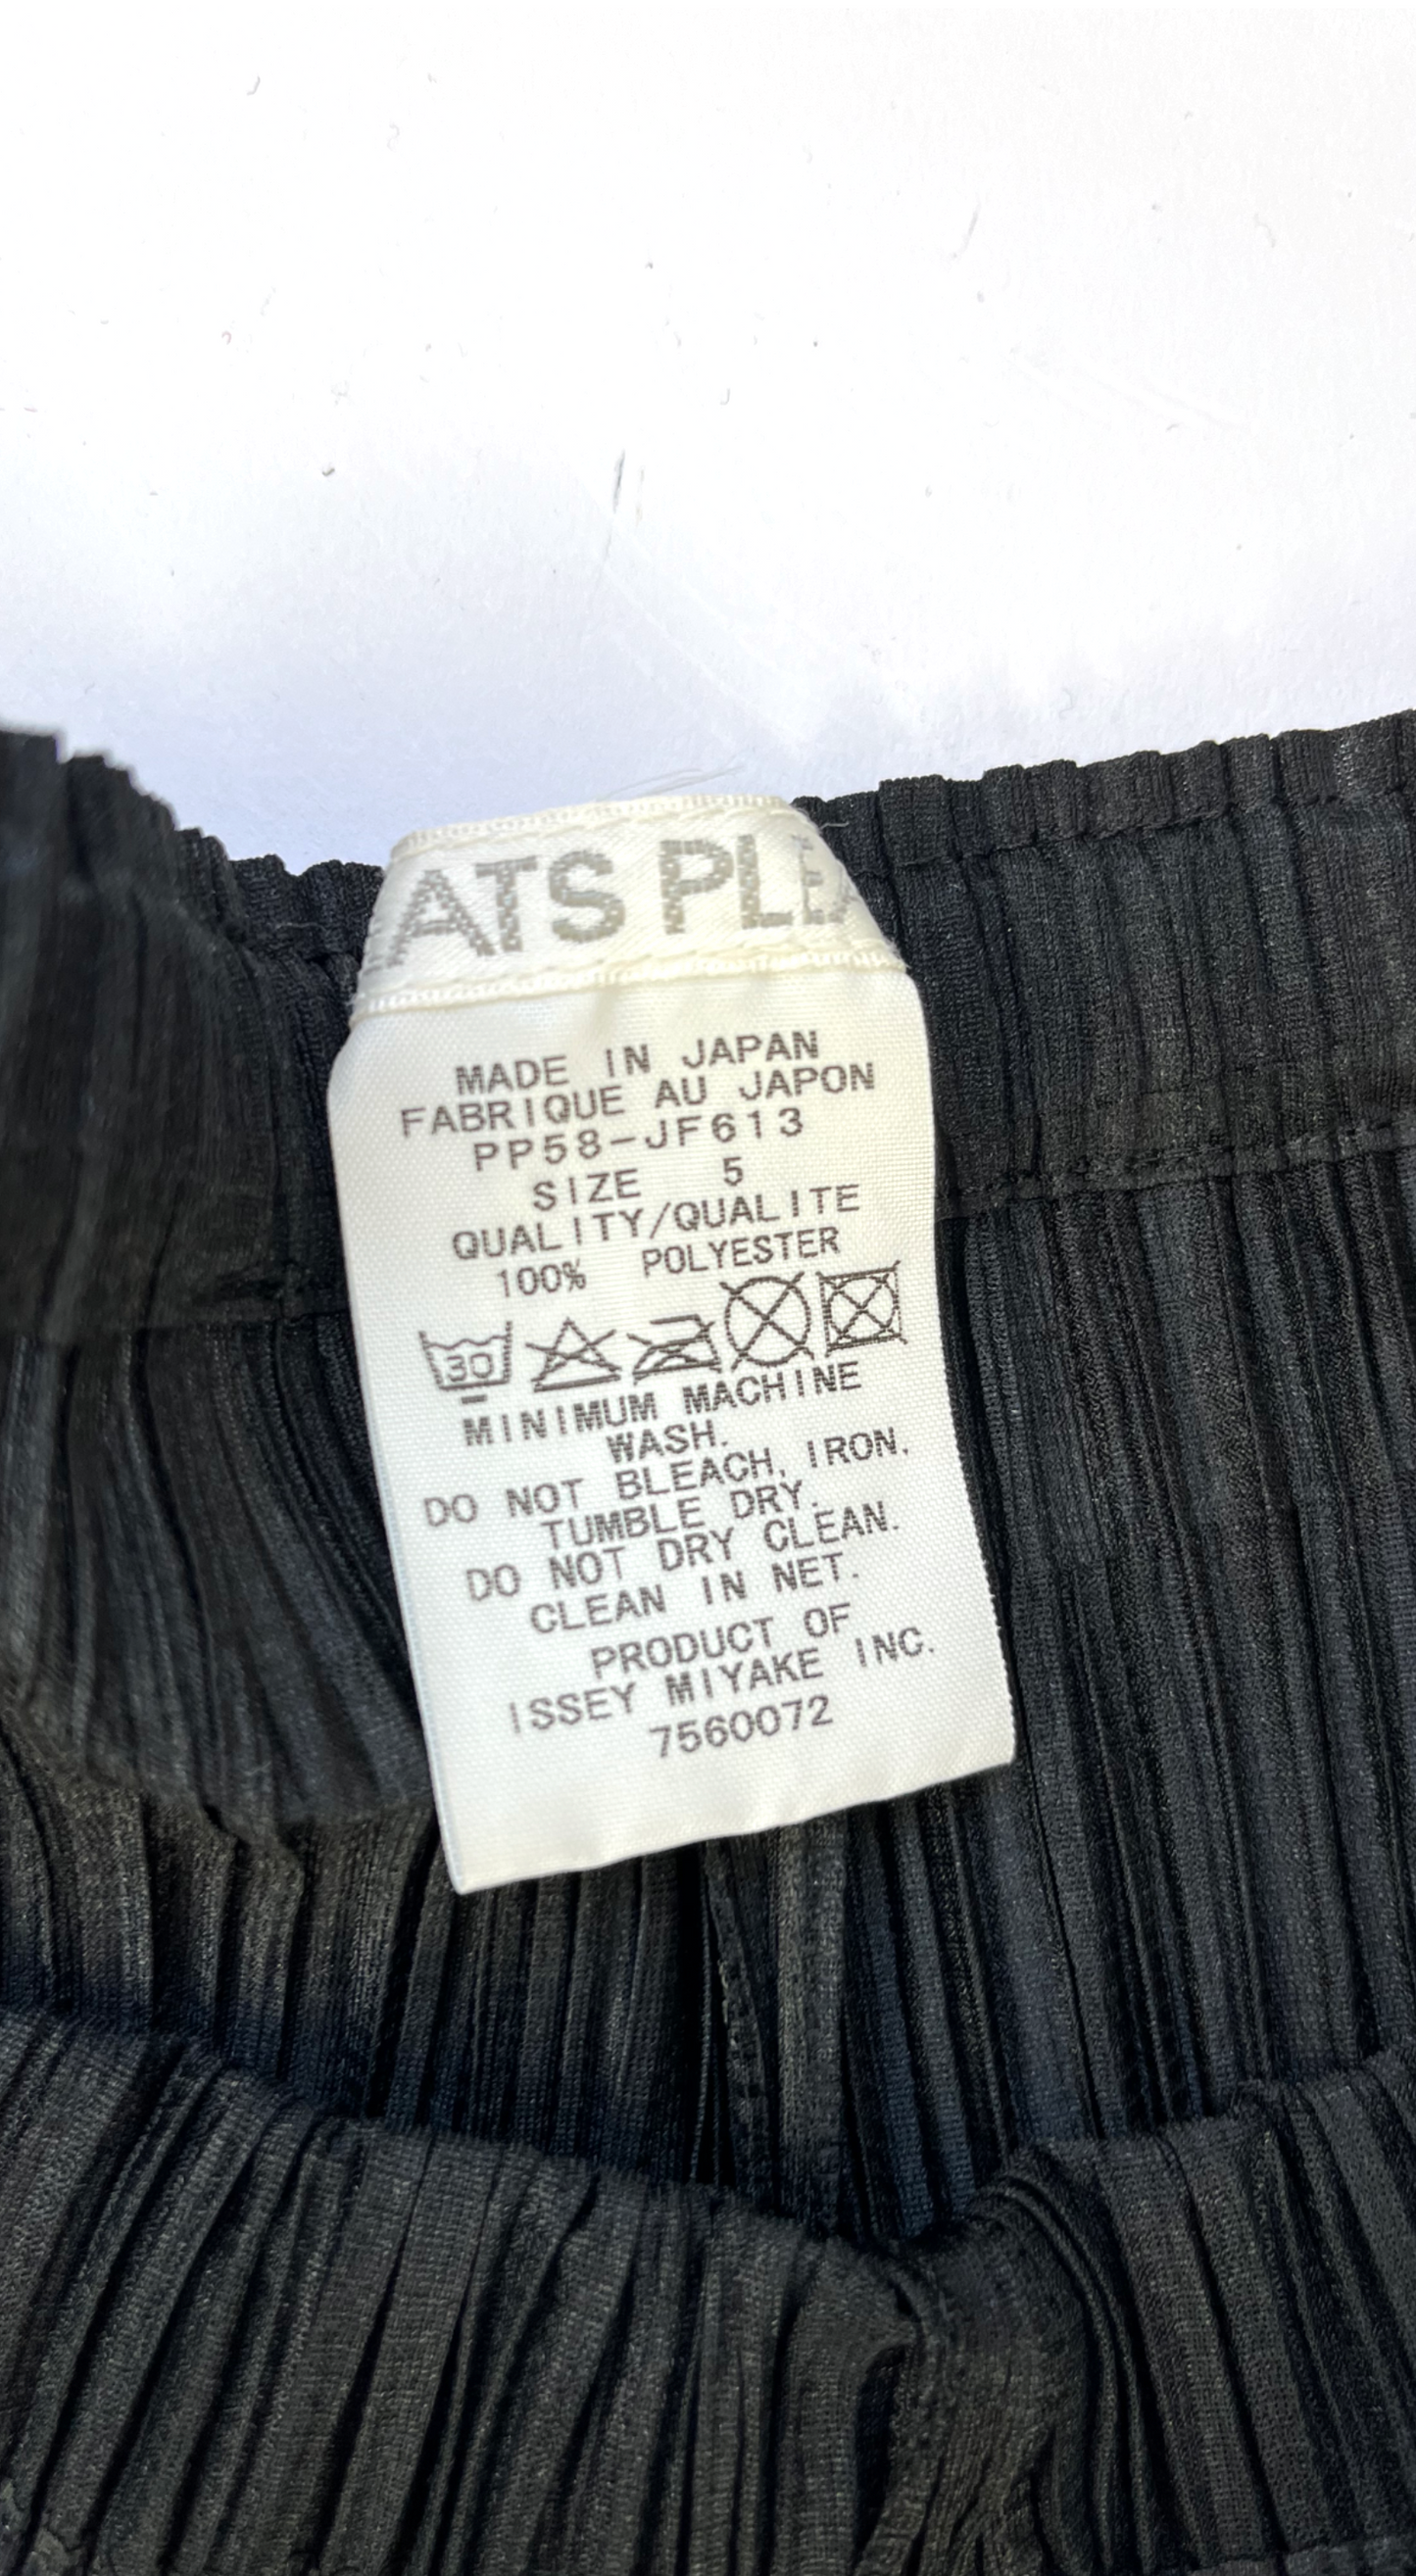 ATS PLE
MADE IN JAPAN
FABRIQUE AU JAPON
PP58-JF613
SIZE 5
QUALITY/QUALITE
100% POLYESTER
30
MINIMUM MACHINE
WASH.
DO NOT BLEACH, IRON,
TUMBLE DRY.
DO NOT DRY CLEAN.
CLEAN IN NET.
PRODUCT OF
ISSEY MIYAKE INC.
7560072